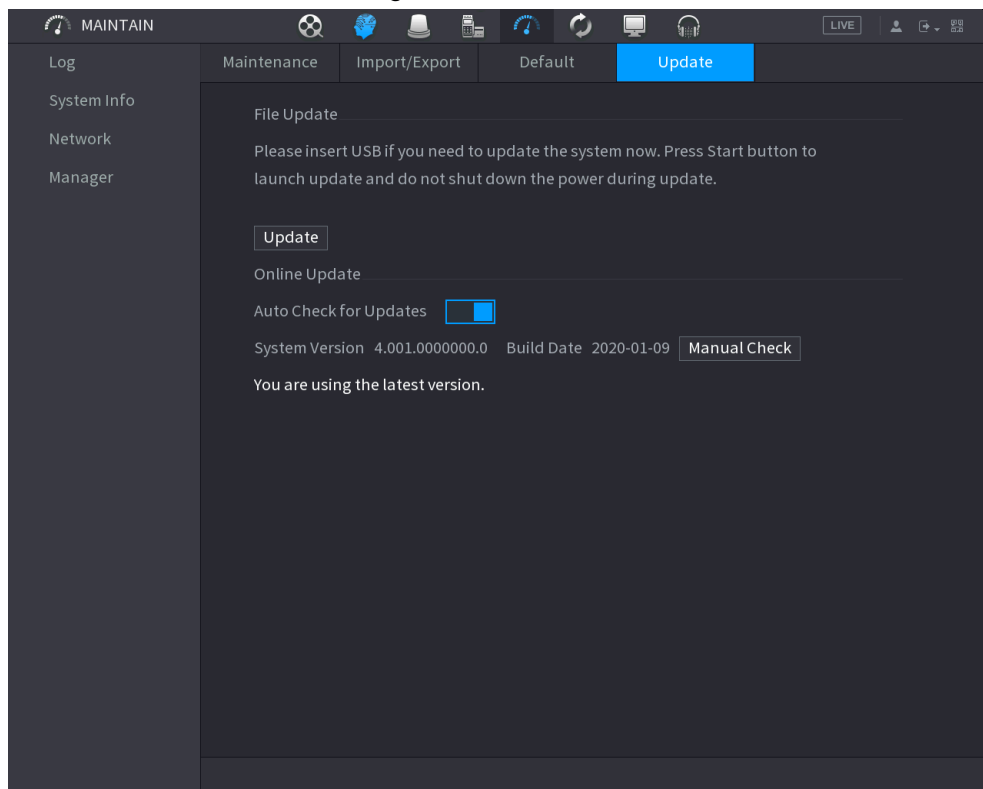 MAINTAIN
LIVE
Log
System Info
Network
Manager
Maintenance Import/Export Default Update
File Update
Please insert USB if you need to update the system now. Press Start button to
launch update and do not shut down the power during update.
Update
Online Update
Auto Check for Updates
System Version 4.001.0000000.0 Build Date 2020-01-09 Manual Check
You are using the latest version.